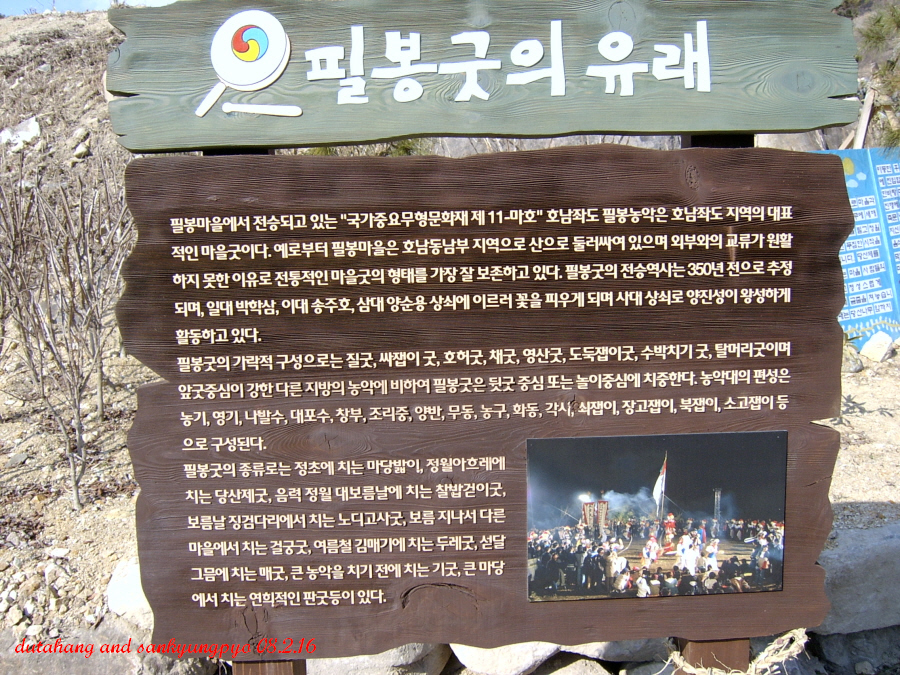 필봉굿의 유래
필봉마을에서 전승되고 있는 "국가중요무형문화재 제 11-마호" 호남좌도 필봉농악은 호남좌도 지역의 대표
적인 마을굿이다. 예로부터 필봉마을은 호남동남부 지역으로 산으로 둘러싸여 있으며 외부와의 교류가 원활
하지 못한 이유로 전통적인 마을굿의 형태를 가장 잘 보존하고 있다. 필봉굿의 전승역사는 350년 전으로 추정
되며, 일대 박학삼, 이대 송주호, 삼대 양순용 상쇠에 이르러 꽃을 피우게 되며 사대 상쇠로 양진성이 왕성하게
활동하고 있다.
필봉굿의 가락적 구성으로는 질굿, 싸잽이 굿, 호허굿, 채굿, 영산굿, 도둑잽이굿, 수박치기 굿, 탈머리굿이며
앞굿중심이 강한 다른 지방의 농악에 비하여 필봉굿은 뒷굿 중심 또는 놀이중심에 치중한다. 농악대의 편성은
농기, 영기, 나발수, 대포수, 창부, 조리중, 양반, 무동, 농구, 화동, 각시, 쇠잽이, 장고잽이, 북잽이, 소고잽이 등
으로 구성된다.
필봉굿의 종류로는 정초에 치는 마당밟이, 정월아흐레에
치는 당산제굿, 음력 정월 대보름날에 치는 찰밥걷이굿,
보름날 징검다리에서 치는 노디고사굿, 보름 지나서 다른
마을에서 치는 걸궁굿, 여름철 김매기에 치는 두레굿, 섣달
그믐에 치는 매굿, 큰 농악을 치기 전에 치는 기굿, 큰 마당
에서 치는 연희적인 판굿등이 있다.
dutahang and sankyungpyo 05.2.16